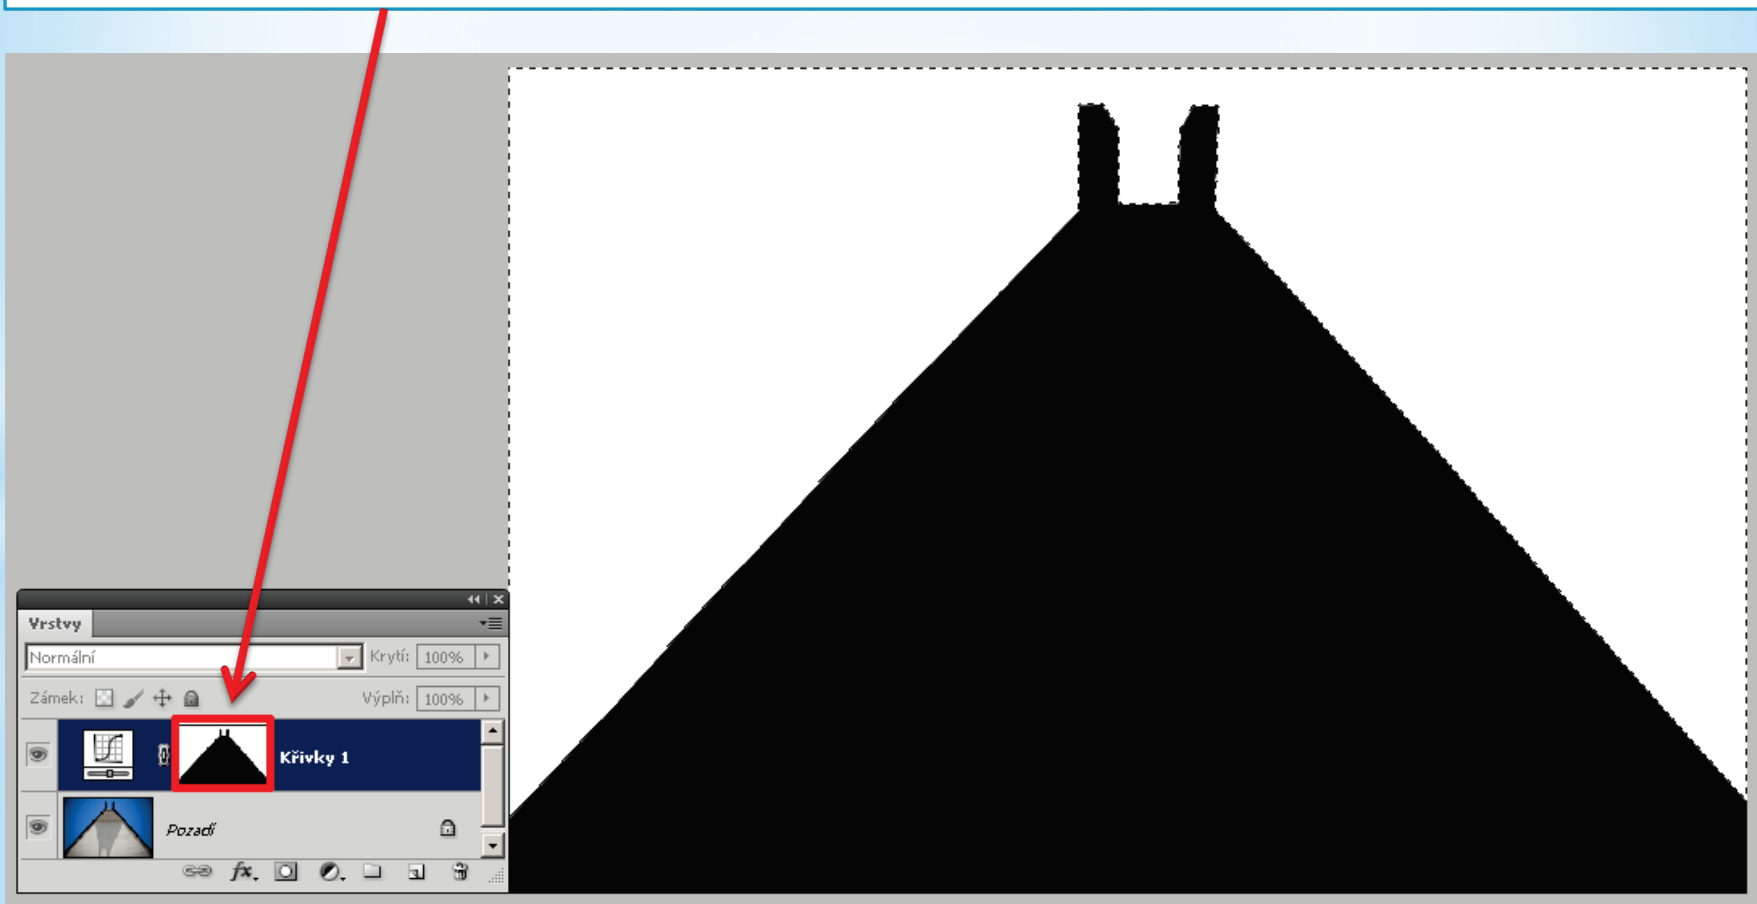 Vrstvy
Normální
Krytí: 100%
Zámek:
Výplň: 100%
Křivky 1
Pozadí
fx.